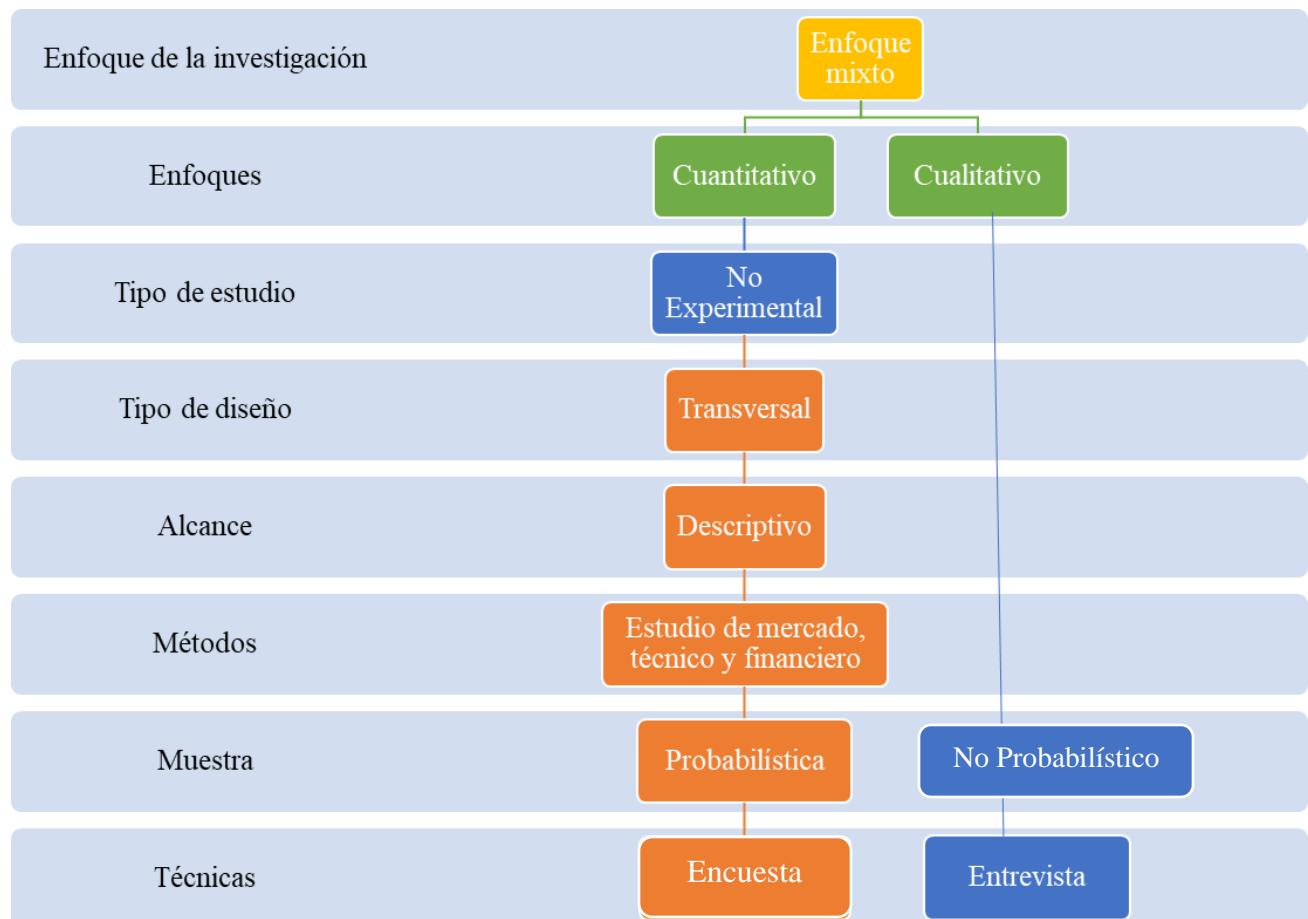 Enfoque de la investigación
Enfoque
mixto
Enfoques
Cuantitativo
Cualitativo
Tipo de estudio
No
Experimental
Tipo de diseño
Transversal
Alcance
Descriptivo
Métodos
Estudio de mercado,
técnico y financiero
Muestra
Probabilística
No Probabilístico
Técnicas
Encuesta
Entrevista